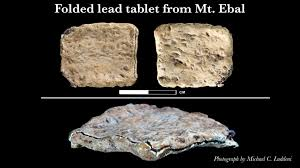 Folded lead tablet from Mt. Ebal
CM
Photograph by Michael C. Luddeni